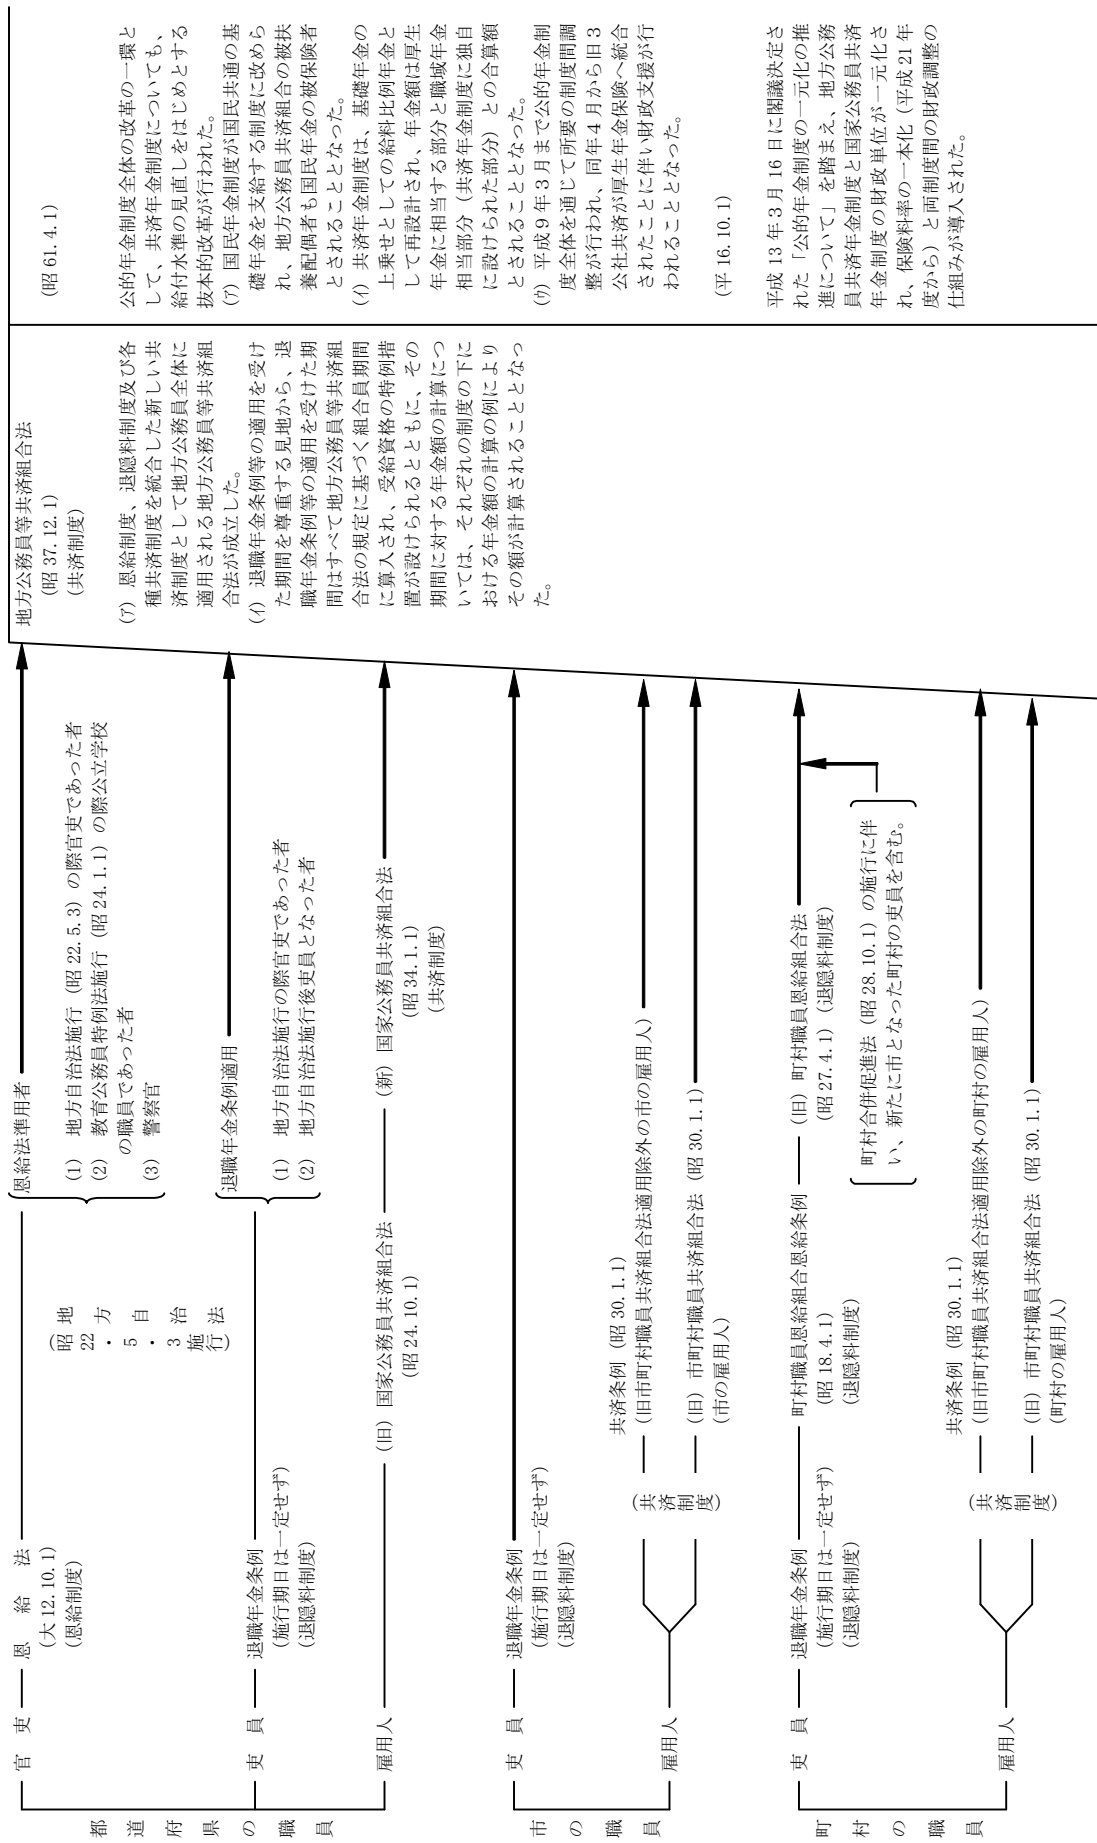 都道府県の職員
官吏
恩給法
(大12.10.1)
(恩給制度)
(昭22・5・3
地方自治法施行)
恩給法準用者
(1) 地方自治法施行(昭22.5.3)の際官吏であった者
(2) 教育公務員特例法施行(昭24.1.1)の際公立学校
の職員であった者
(3) 警察官
吏員
退職年金条例
(施行期日は一定せず)
(退隠料制度)
退職年金条例適用
(1) 地方自治法施行の際官吏であった者
(2) 地方自治法施行後吏員となった者
雇用人
(旧)国家公務員共済組合法
(昭24.10.1)
(新)国家公務員共済組合法
(昭34.1.1)
(共済制度)
市の職員
吏員
退職年金条例
(施行期日は一定せず)
(退隠料制度)
雇用人
(共済制度)
共済条例(昭30.1.1)
(旧市町村職員共済組合法適用除外の市の雇用人)
(旧)市町村職員共済組合法(昭30.1.1)
(市の雇用人)
町村の職員
吏員
退職年金条例
(施行期日は一定せず)
(退隠料制度)
町村職員恩給組合恩給条例
(昭18.4.1)
(退隠料制度)
(旧)町村職員恩給組合法
(昭27.4.1)(退隠料制度)
町村合併促進法(昭28.10.1)の施行に伴
い、新たに市となった町村の吏員を含む。
雇用人
(共済制度)
共済条例(昭30.1.1)
(旧市町村職員共済組合法適用除外の町村の雇用人)
(旧)市町村職員共済組合法(昭30.1.1)
(町村の雇用人)
地方公務員等共済組合法
(昭37.12.1)
(共済制度)
(ア) 恩給制度、退隠料制度及び各
種共済制度を統合した新しい共
済制度として地方公務員全体に
適用される地方公務員等共済組
合法が成立した。
(イ) 退職年金条例等の適用を受け
た期間を尊重する見地から、退
職年金条例等の適用を受けた期
間はすべて地方公務員等共済組
合法の規定に基づく組合員期間
に算入され、受給資格の特例措
置が設けられるとともに、その
期間に対する年金額の計算につ
いては、それぞれの制度の下に
おける年金額の計算の例により
その額が計算されることとなっ
た。
(昭61.4.1)
公的年金制度全体の改革の一環と
して、共済年金制度についても、
給付水準の見直しをはじめとする
抜本的改革が行われた。
(ア) 国民年金制度が国民共通の基
礎年金を支給する制度に改めら
れ、地方公務員共済組合の被扶
養配偶者も国民年金の被保険者
とされることとなった。
(イ) 共済年金制度は、基礎年金の
上乗せとしての給料比例年金と
して再設計され、年金額は厚生
年金に相当する部分と職域年金
相当部分(共済年金制度に独自
に設けられた部分)との合算額
とされることとなった。
(ウ) 平成9年3月まで公的年金制
度全体を通じて所要の制度間調
整が行われ、同年4月から旧3
公社共済が厚生年金保険へ統合
されたことに伴い財政支援が行
われることとなった。
(平16.10.1)
平成13年3月16日に閣議決定さ
れた「公的年金制度の一元化の推
進について」を踏まえ、地方公務
員共済年金制度と国家公務員共済
年金制度の財政単位が一元化さ
れ、保険料率の一本化(平成21年
度から)と両制度間の財政調整の
仕組みが導入された。